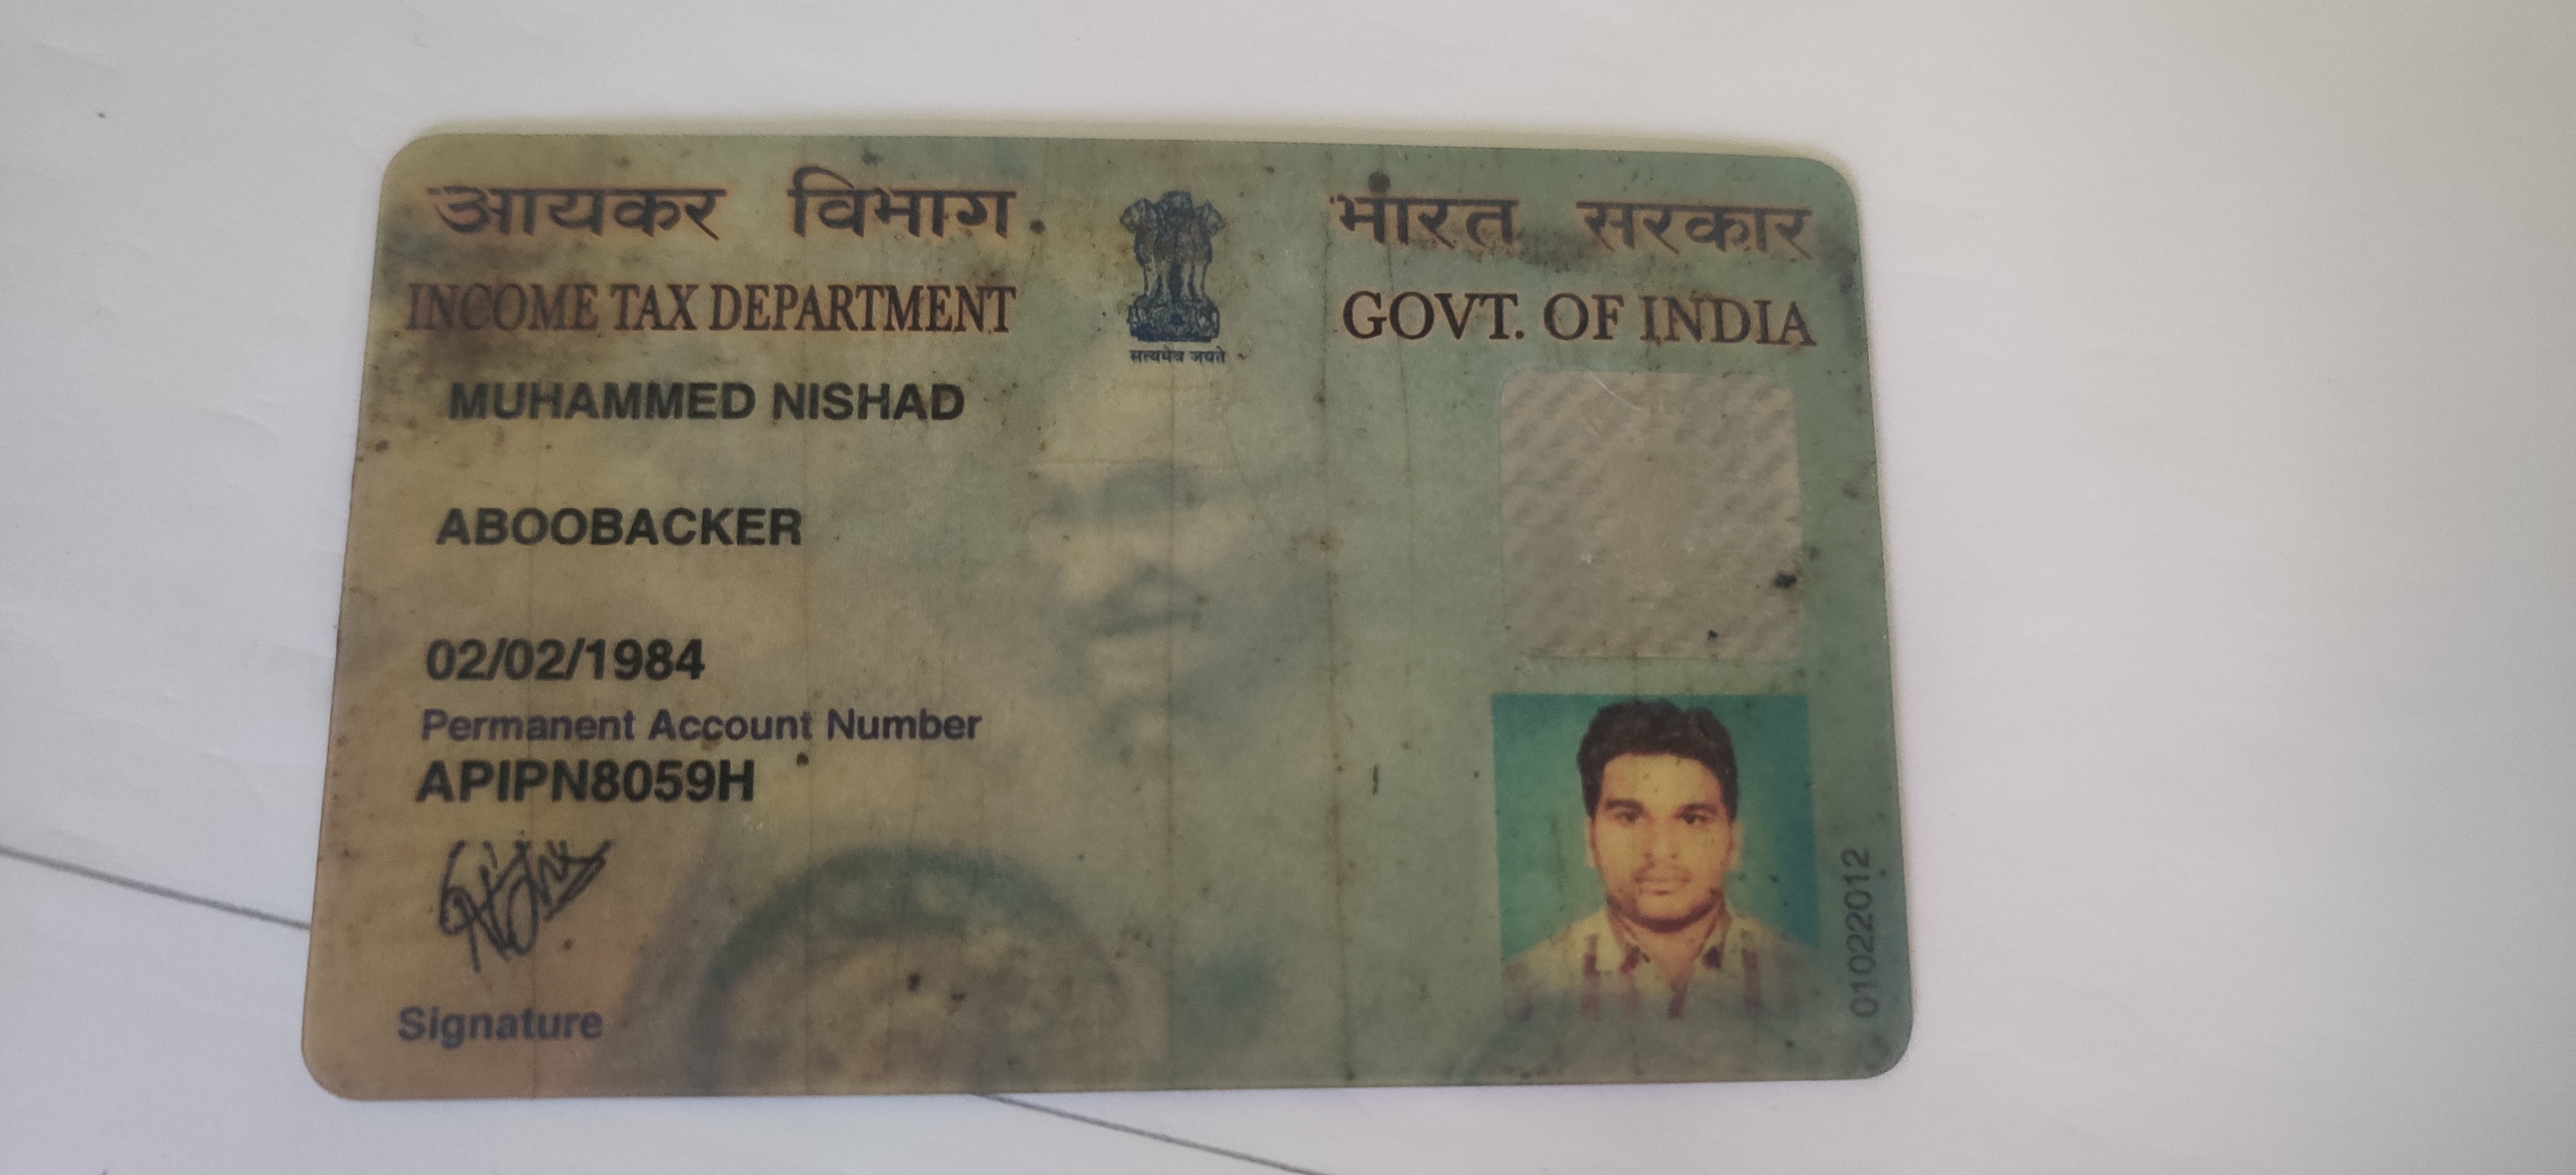 आयकर विभाग
INCOME TAX DEPARTMENT
सत्यमेव जयते
भारत सरकार
GOVT. OF INDIA
MUHAMMED NISHAD
ABOOBACKER
02/02/1984
Permanent Account Number
APIPN8059H
Signature
01022012